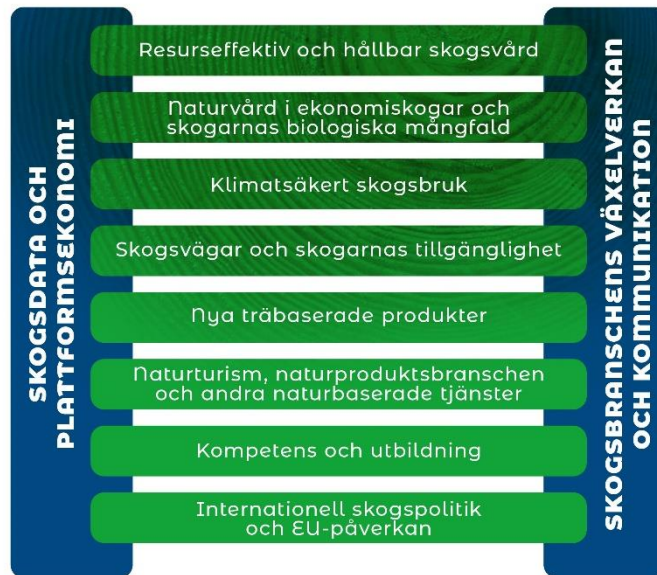 SKOGSDATA OCH
PLATTFORMSEKONOMI
Resurseffektiv och hållbar skogsvård
Naturvård i ekonomiskogar och
skogarnas biologiska mångfald
Klimatsäkert skogsbruk
Skogsvägar och skogarnas tillgänglighet
Nya träbaserade produkter
Naturturism, naturproduktsbranschen
och andra naturbaserade tjänster
Kompetens och utbildning
Internationell skogspolitik
och EU-påverkan
SKOGSBRANSCHENS VÄXELVERKAN
OCH KOMMUNIKATION